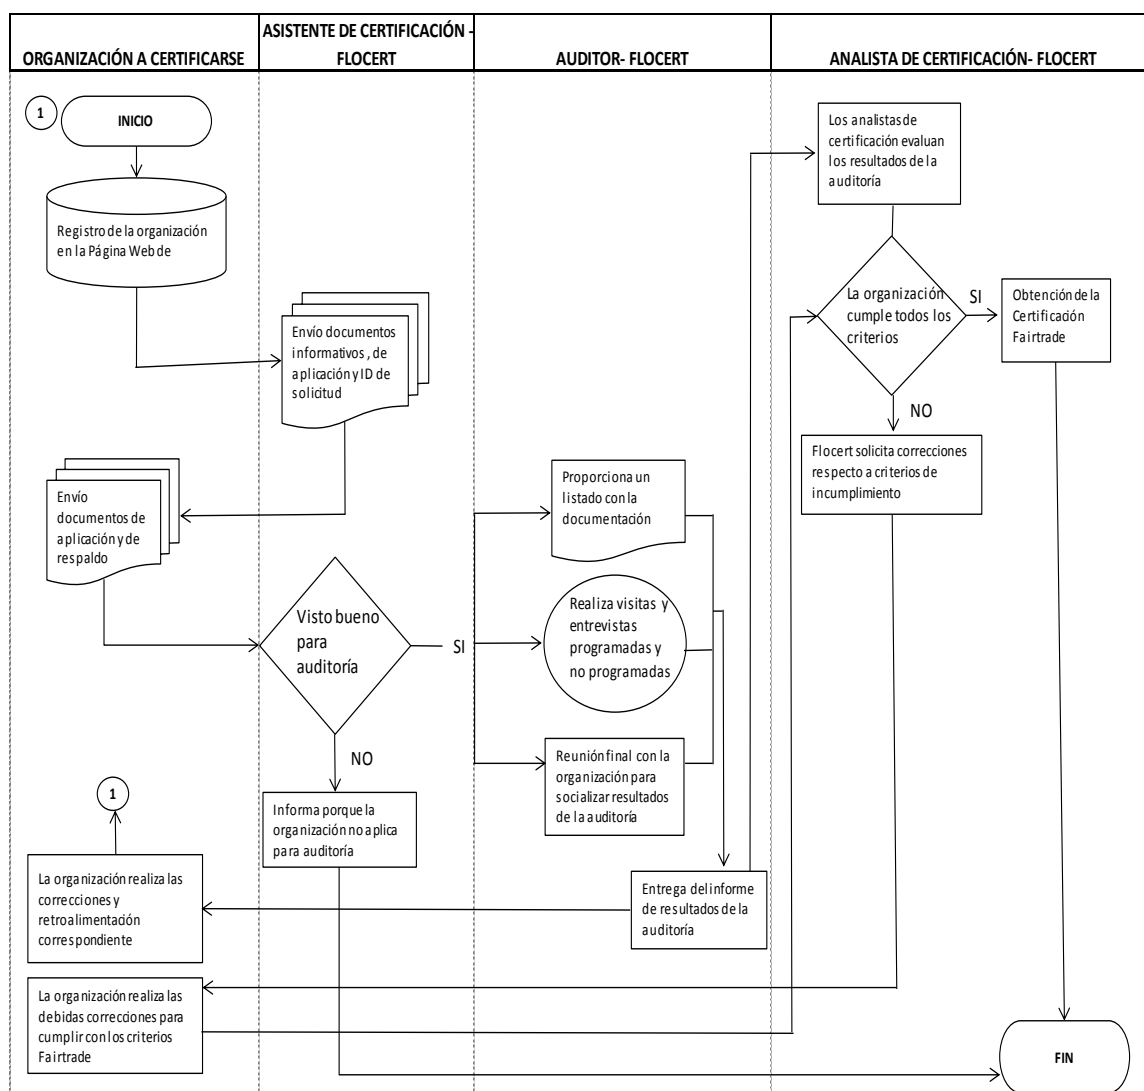 ORGANIZACIÓN A CERTIFICARSE
ASISTENTE DE CERTIFICACIÓN -
FLOCERT
AUDITOR- FLOCERT
ANALISTA DE CERTIFICACIÓN- FLOCERT
1
INICIO
Registro de la organización
en la Página Web de
Envío documentos
informativos, de
aplicación y ID de
solicitud
Envío
documentos de
aplicación y de
respaldo
Visto bueno
para
auditoría
SI
NO
Informa porque la
organización no aplica
para auditoría
Proporciona un
listado con la
documentación
Realiza visitas y
entrevistas
programadas y
no programadas
Reunión final con la
organización para
socializar resultados
de la auditoría
Entrega del informe
de resultados de la
auditoría
Los analistas de
certificación evaluan
los resultados de la
auditoría
La organización
cumple todos los
criterios
SI
Obtención de la
Certificación
Fairtrade
NO
Flocert solicita correcciones
respecto a criterios de
incumplimiento
1
La organización realiza las
correcciones y
retroalimentación
correspondiente
La organización realiza las
debidas correcciones para
cumplir con los criterios
Fairtrade
FIN